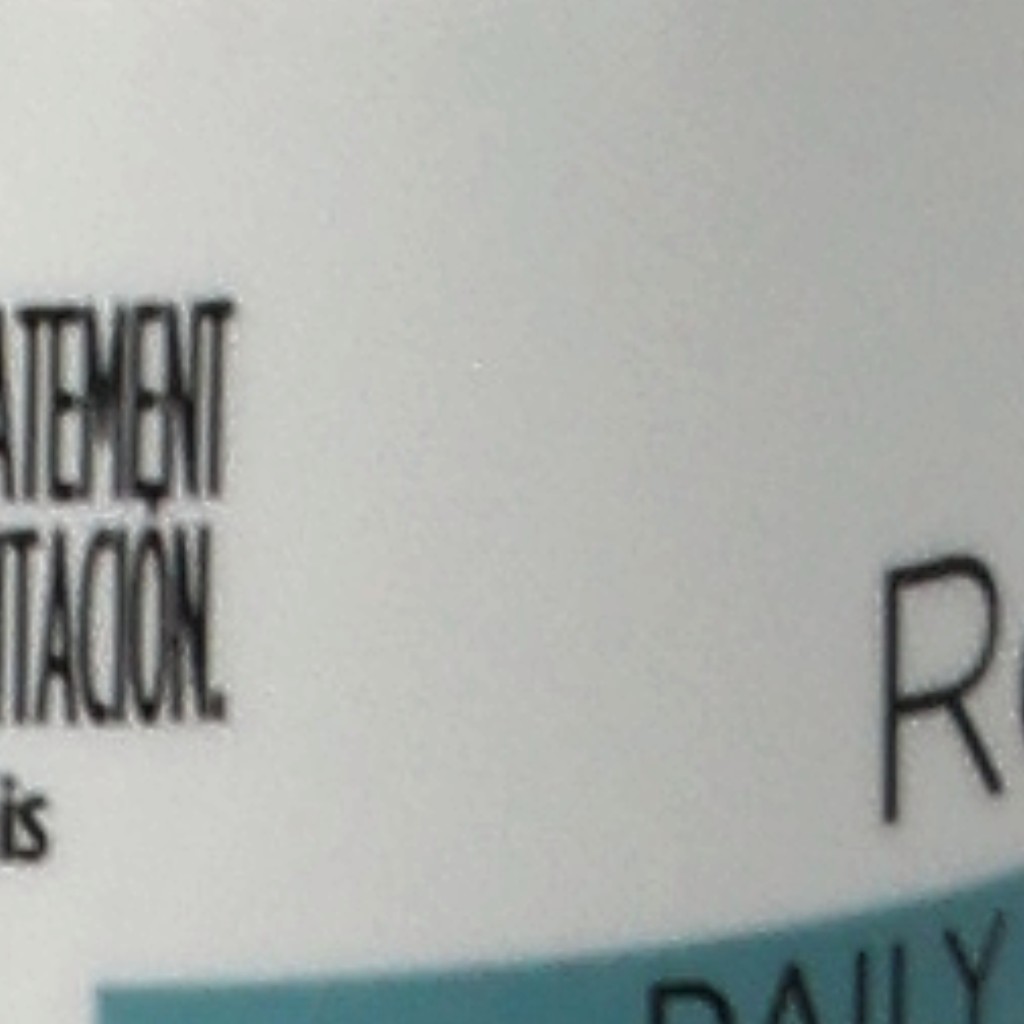 ATEMENT
ITACIÓN.
is
R
DAILY